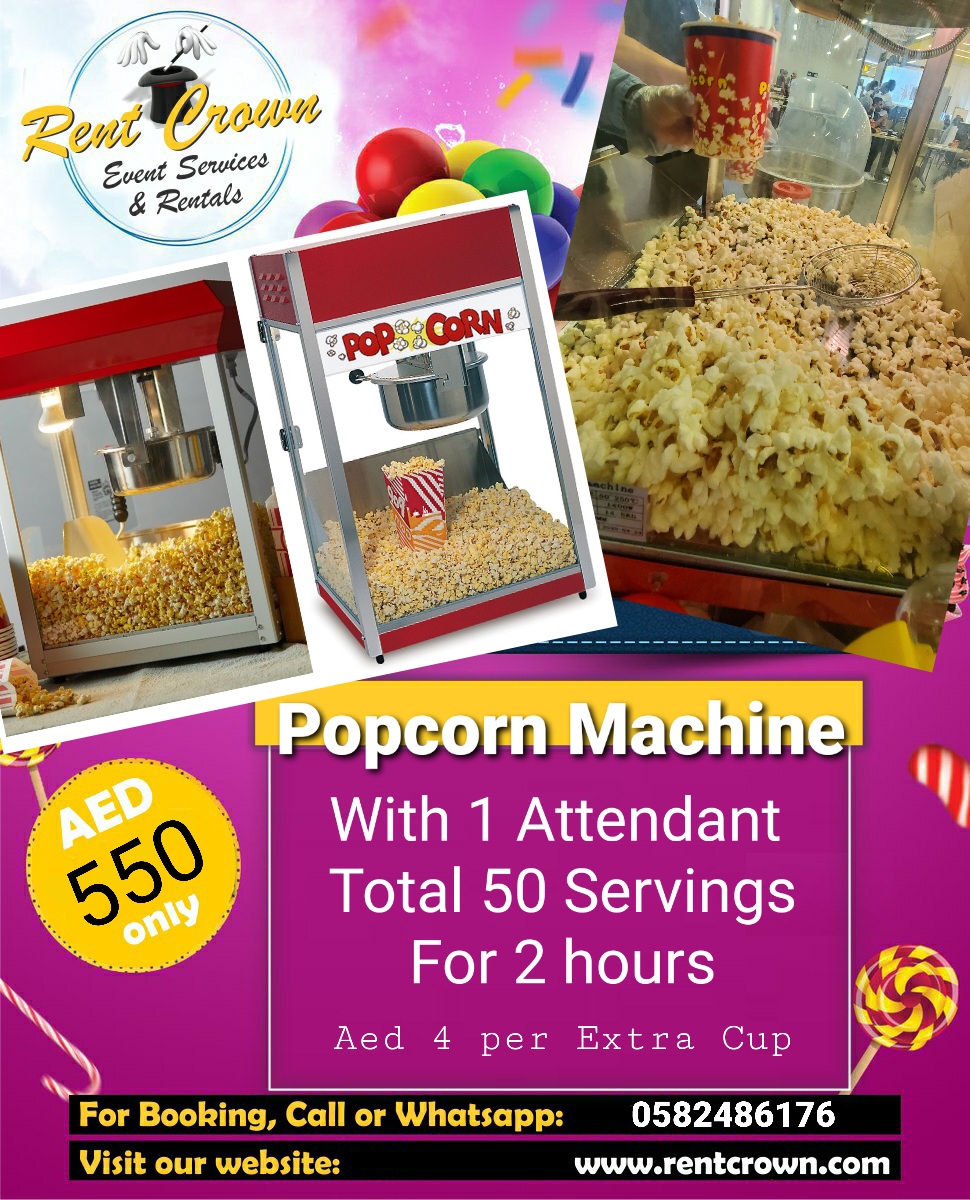 Rent Crown
Event Services
& Rentals
POP CORN
Popcorn Machine
AED
550
only
With 1 Attendant
Total 50 Servings
For 2 hours
Aed 4 per Extra Cup
For Booking, Call or Whatsapp: 0582486176
Visit our website: www.rentcrown.com